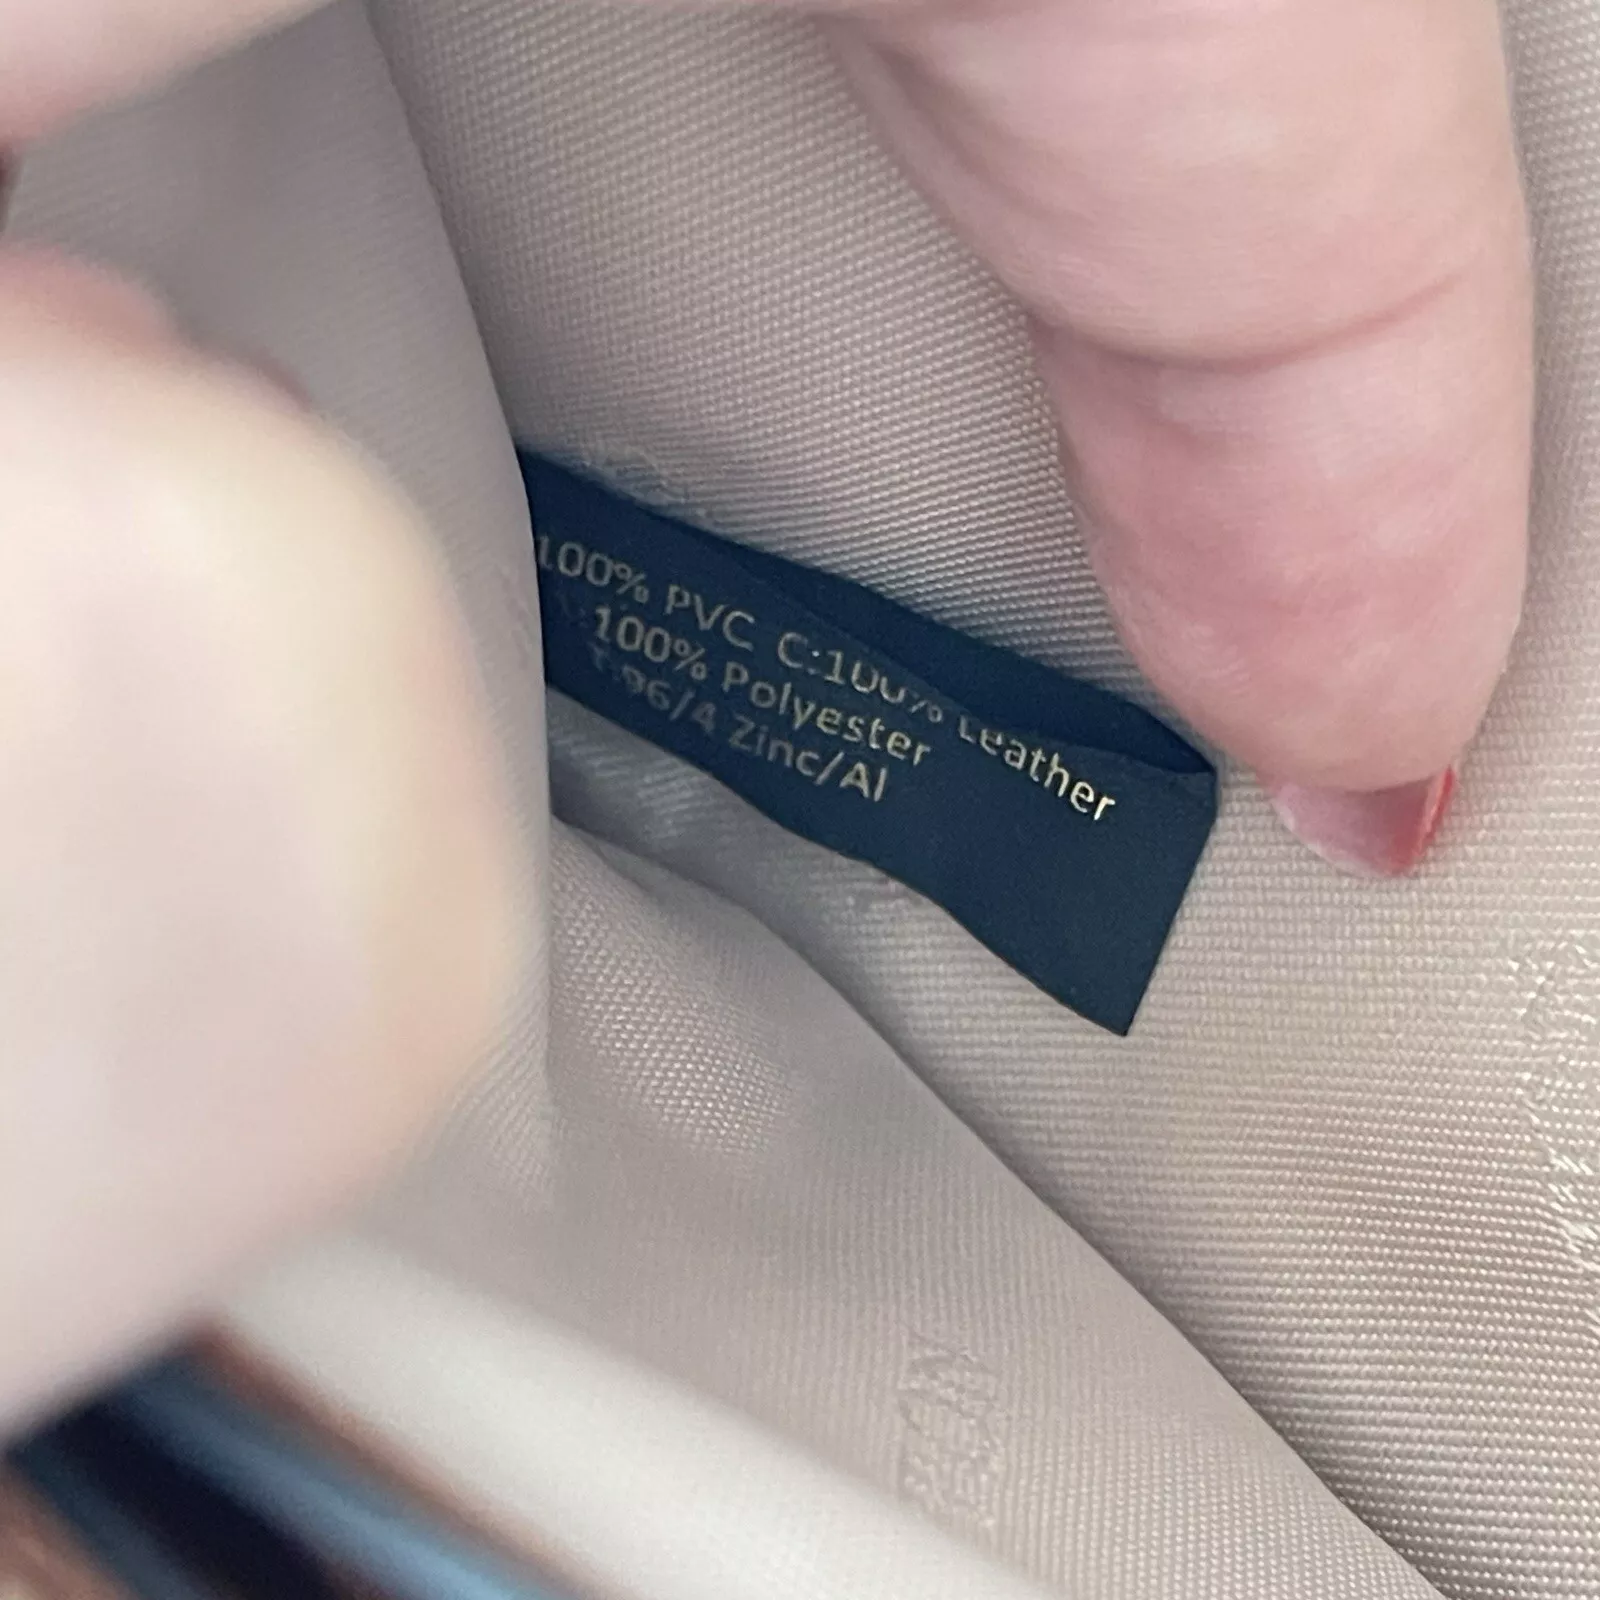 100% PVC C:100% Leather
100% Polyester
T:96/4 Zinc/Al